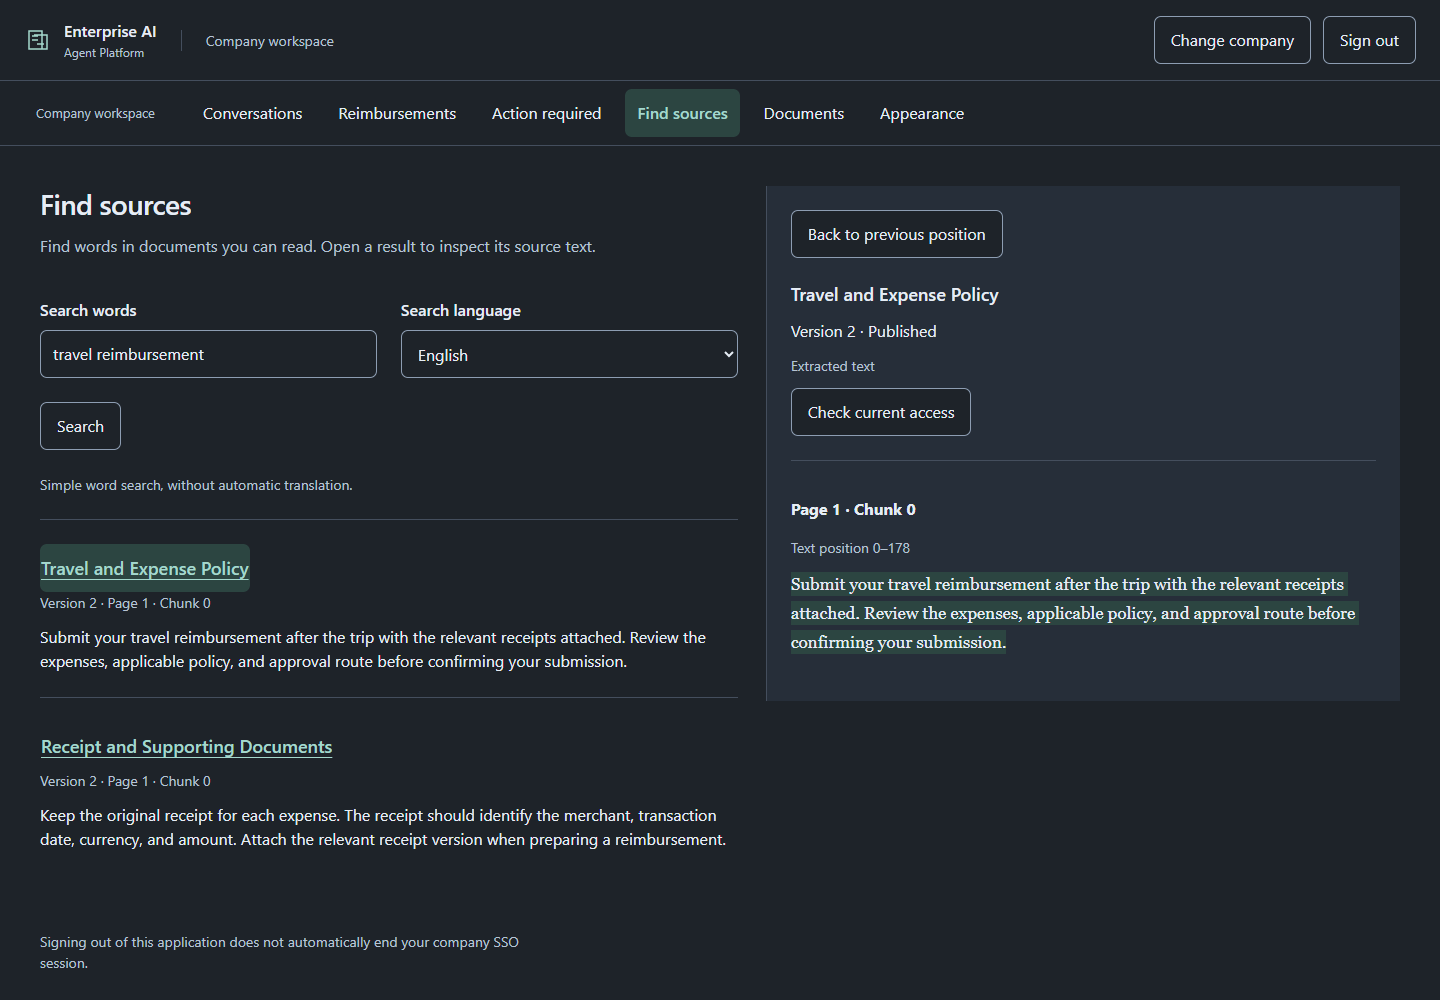 Enterprise AI
Agent Platform
Company workspace
Change company
Sign out
Company workspace
Conversations
Reimbursements
Action required
Find sources
Documents
Appearance
Find sources
Find words in documents you can read. Open a result to inspect its source text.
Search words
Search language
travel reimbursement
English
Search
Simple word search, without automatic translation.
Travel and Expense Policy
Version 2 · Page 1 · Chunk 0
Submit your travel reimbursement after the trip with the relevant receipts attached. Review the
expenses, applicable policy, and approval route before confirming your submission.
Receipt and Supporting Documents
Version 2 · Page 1 · Chunk 0
Keep the original receipt for each expense. The receipt should identify the merchant, transaction
date, currency, and amount. Attach the relevant receipt version when preparing a reimbursement.
Back to previous position
Travel and Expense Policy
Version 2 · Published
Extracted text
Check current access
Page 1 · Chunk 0
Text position 0–178
Submit your travel reimbursement after the trip with the relevant receipts
attached. Review the expenses, applicable policy, and approval route before
confirming your submission.
Signing out of this application does not automatically end your company SSO
session.